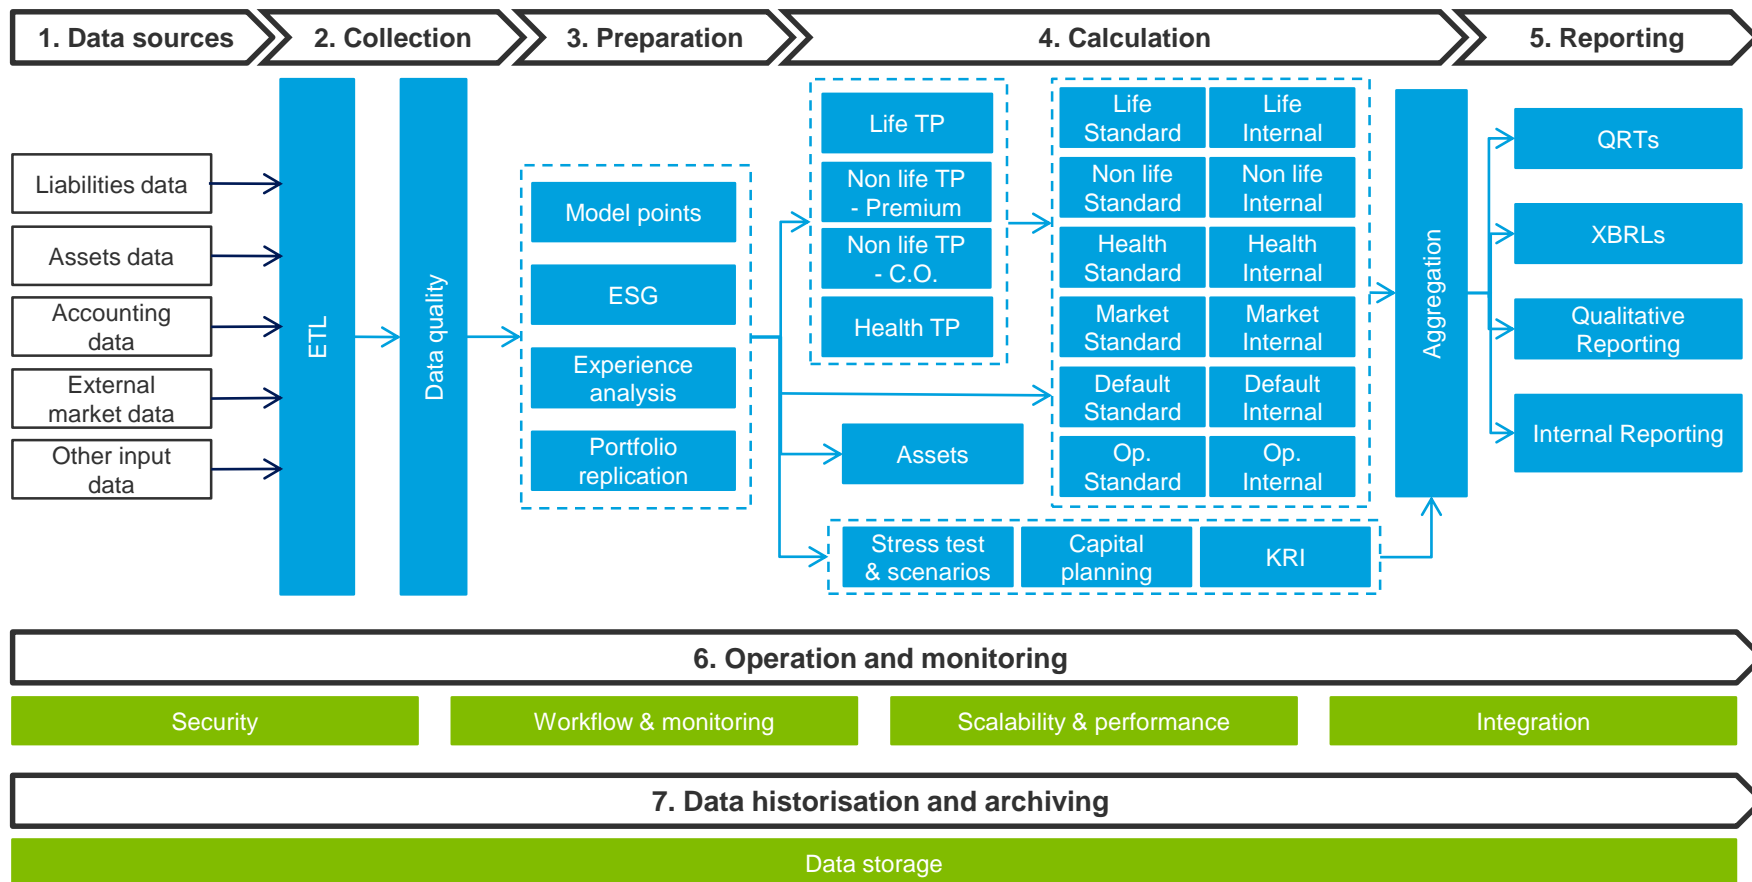 1. Data sources
2. Collection
3. Preparation
4. Calculation
5. Reporting
Liabilities data
Assets data
Accounting
data
External
market data
Other input
data
ETL
Data quality
Model points
ESG
Experience
analysis
Portfolio
replication
Life TP
Non life TP
- Premium
Non life TP
- C.O.
Health TP
Assets
Life
Standard
Life
Internal
Non life
Standard
Non life
Internal
Health
Standard
Health
Internal
Market
Standard
Market
Internal
Default
Standard
Default
Internal
Op.
Standard
Op.
Internal
Stress test
& scenarios
Capital
planning
KRI
Aggregation
QRTs
XBRLs
Qualitative
Reporting
Internal Reporting
6. Operation and monitoring
Security
Workflow & monitoring
Scalability & performance
Integration
7. Data historisation and archiving
Data storage